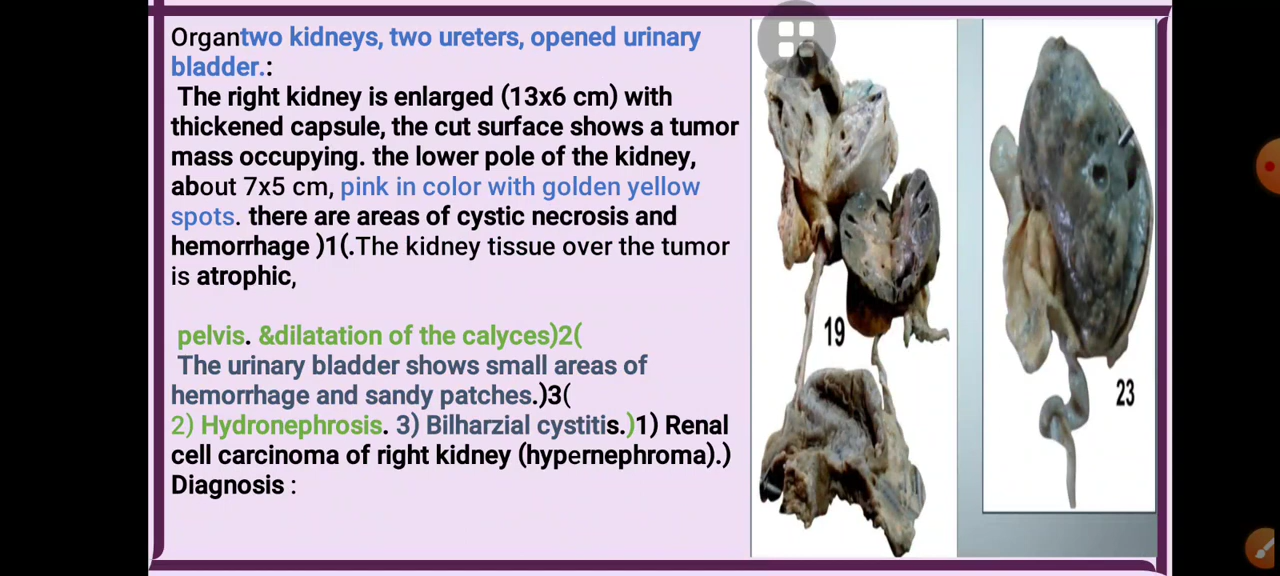 Organtwo kidneys, two ureters, opened urinary
bladder.:
The right kidney is enlarged (13x6 cm) with
thickened capsule, the cut surface shows a tumor
mass occupying. the lower pole of the kidney,
about 7x5 cm, pink in color with golden yellow
spots. there are areas of cystic necrosis and
hemorrhage )1(.The kidney tissue over the tumor
is atrophic,
pelvis. &dilatation of the calyces)2(
The urinary bladder shows small areas of
hemorrhage and sandy patches.)3(
2) Hydronephrosis. 3) Bilharzial cystitis.)1) Renal
cell carcinoma of right kidney (hypernephroma).)
Diagnosis :
19
23